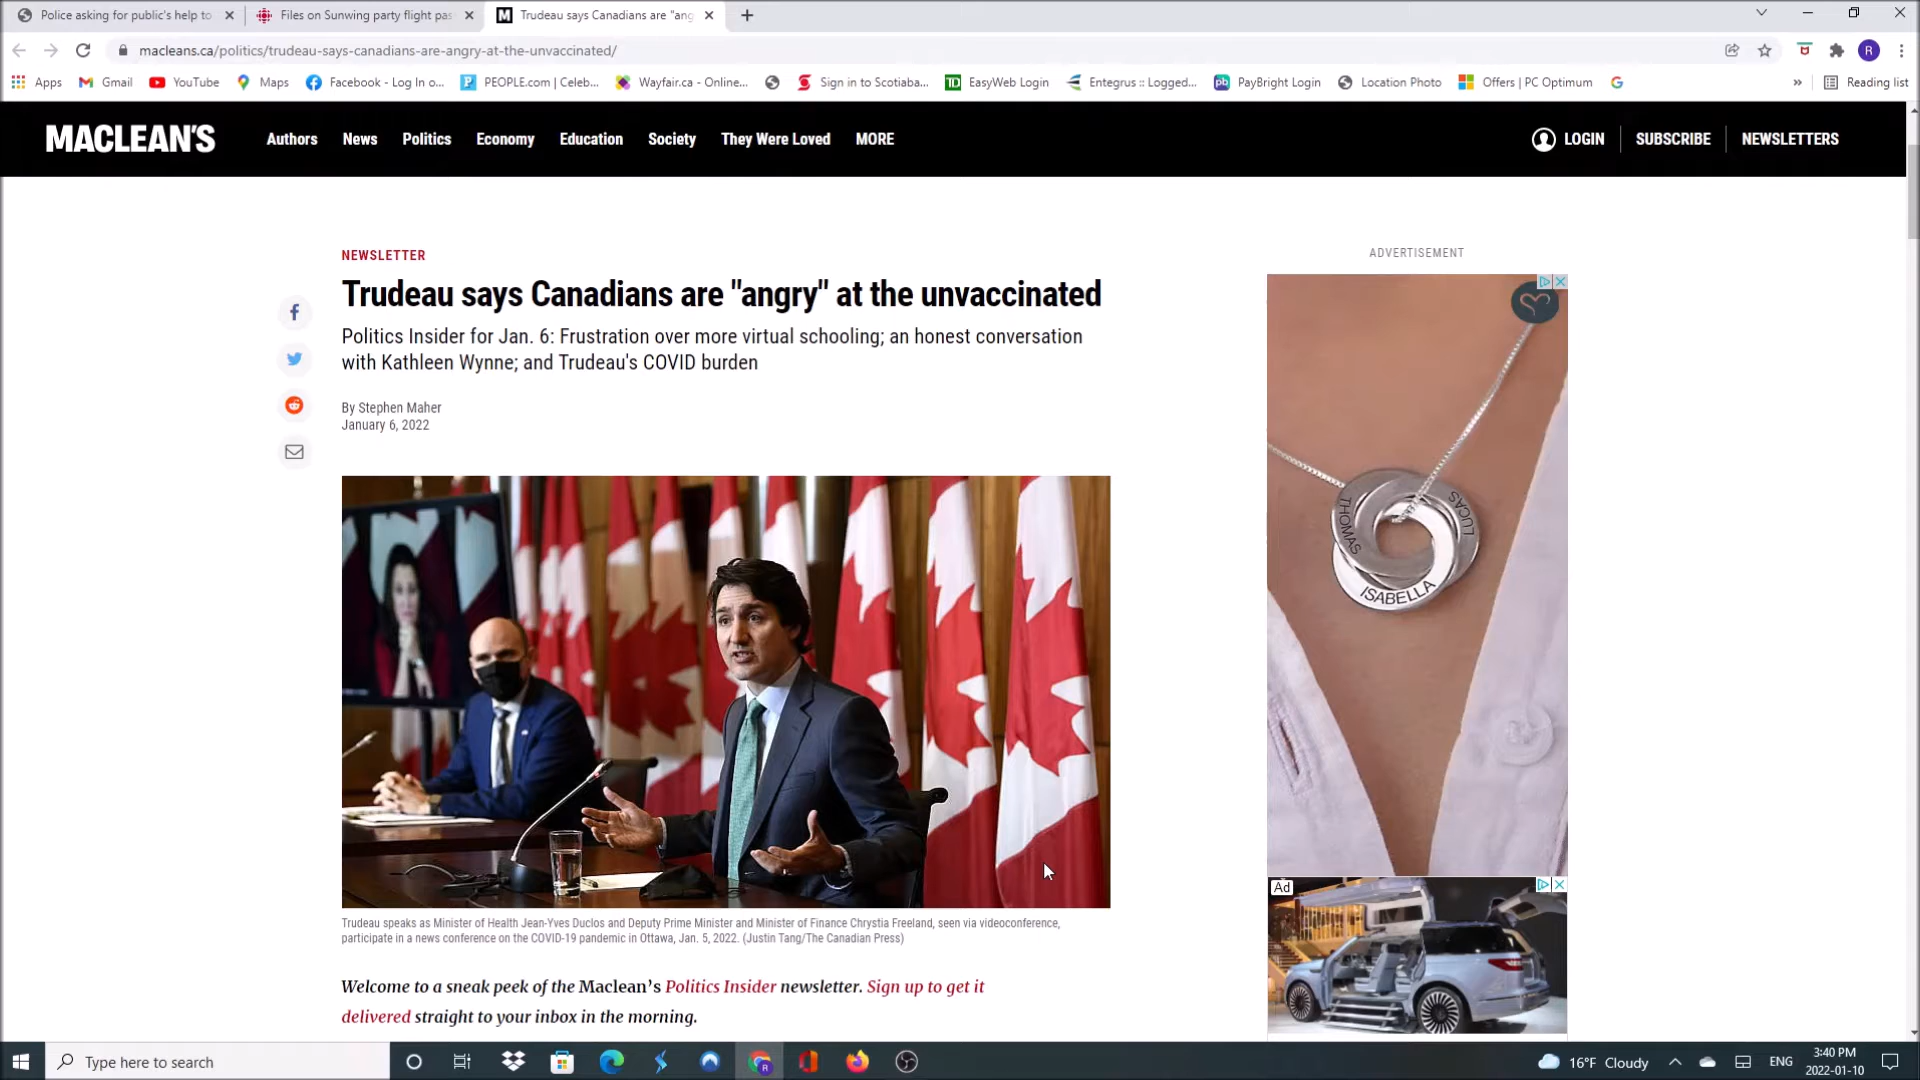 Police asking for public's help to
Files on Sunwing party flight pas
Trudeau says Canadians are "ang
macleans.ca/politics/trudeau-says-canadians-are-angry-at-the-unvaccinated/
R
Apps
Gmail
YouTube
Maps
Facebook - Log In o...
PEOPLE.com | Celeb...
Wayfair.ca - Online...
Sign in to Scotiaba...
EasyWeb Login
Entegrus :: Logged...
PayBright Login
Location Photo
Offers | PC Optimum
»
Reading list
MACLEAN'S
Authors
News
Politics
Economy
Education
Society
They Were Loved
MORE
LOGIN
SUBSCRIBE
NEWSLETTERS
NEWSLETTER
Trudeau says Canadians are "angry" at the unvaccinated
Politics Insider for Jan. 6: Frustration over more virtual schooling; an honest conversation
with Kathleen Wynne; and Trudeau's COVID burden
By Stephen Maher
January 6, 2022
Trudeau speaks as Minister of Health Jean-Yves Duclos and Deputy Prime Minister and Minister of Finance Chrystia Freeland, seen via videoconference,
participate in a news conference on the COVID-19 pandemic in Ottawa, Jan. 5, 2022. (Justin Tang/The Canadian Press)
Welcome to a sneak peek of the Maclean's Politics Insider newsletter. Sign up to get it
delivered straight to your inbox in the morning.
ADVERTISEMENT
THOMAS
LUCAS
ISABELLA
Ad
Type here to search
16°F Cloudy
ENG
3:40 PM
2022-01-10